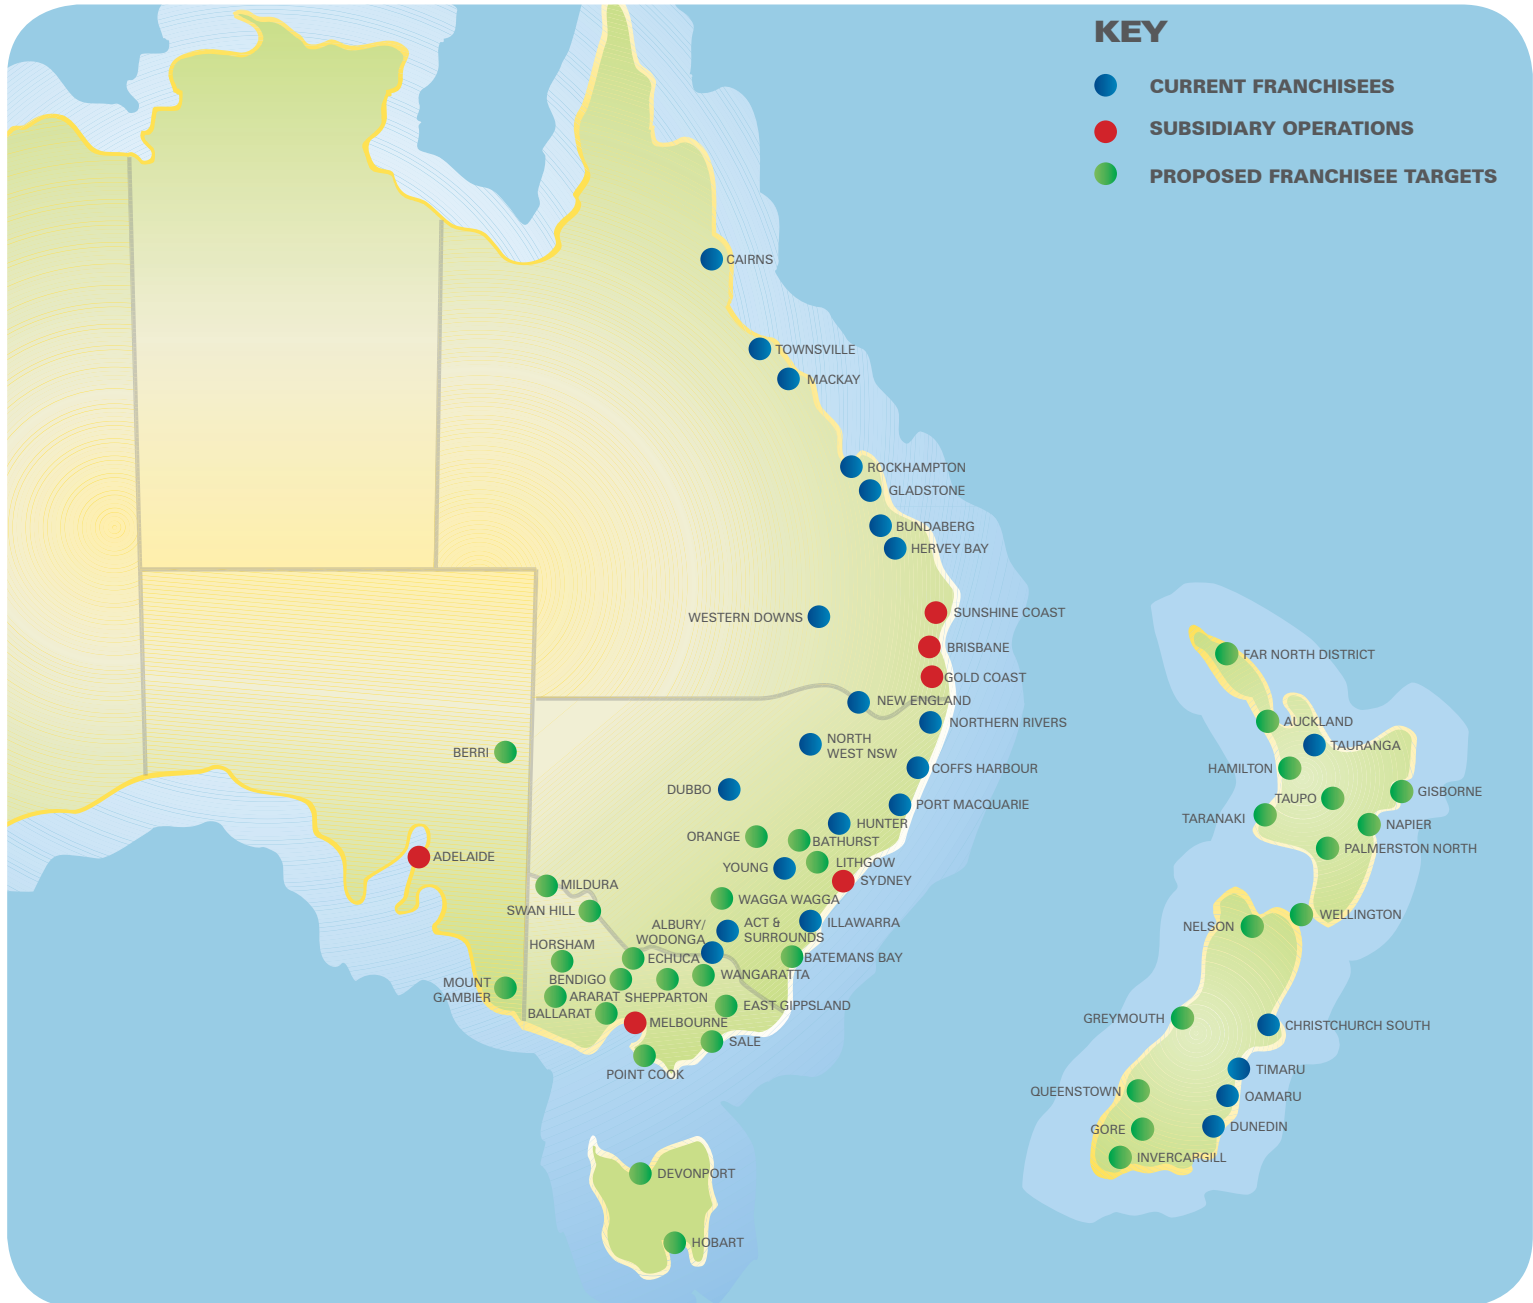 KEY
CURRENT FRANCHISEES
SUBSIDIARY OPERATIONS
PROPOSED FRANCHISEE TARGETS
CAIRNS
TOWNSVILLE
MACKAY
ROCKHAMPTON
GLADSTONE
BUNDABERG
HERVEY BAY
WESTERN DOWNS
SUNSHINE COAST
BRISBANE
GOLD COAST
NEW ENGLAND
NORTHERN RIVERS
NORTH
WEST NSW
BERRI
COFFS HARBOUR
DUBBO
PORT MACQUARIE
HUNTER
ORANGE
BATHURST
ADELAIDE
YOUNG
LITHGOW
SYDNEY
MILDURA
WAGGA WAGGA
SWAN HILL
ALBURY/
WODONGA
ACT &
SURROUNDS
ILLAWARRA
HORSHAM
ECHUCA
BATEMANS BAY
BENDIGO
WANGARATTA
MOUNT
GAMBIER
ARARAT
SHEPPARTON
EAST GIPPSLAND
BALLARAT
MELBOURNE
SALE
POINT COOK
DEVONPORT
HOBART
FAR NORTH DISTRICT
AUCKLAND
TAURANGA
HAMILTON
TAUPO
GISBORNE
TARANAKI
NAPIER
PALMERSTON NORTH
WELLINGTON
NELSON
GREYMOUTH
CHRISTCHURCH SOUTH
TIMARU
QUEENSTOWN
OAMARU
GORE
DUNEDIN
INVERCARGILL